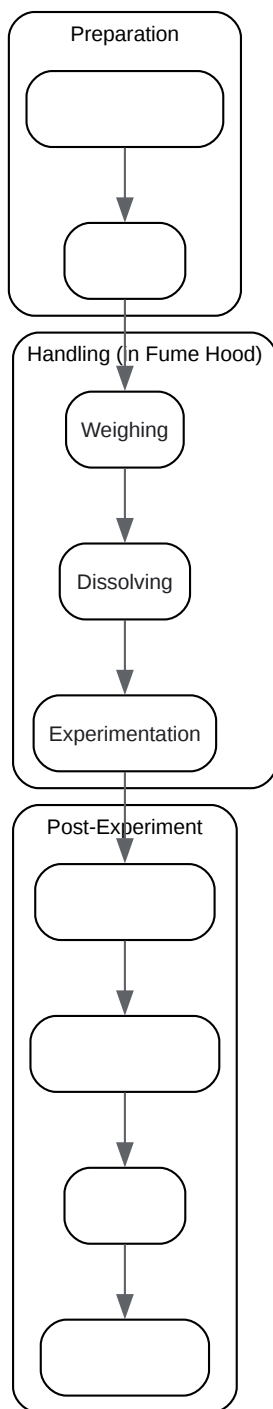 Preparation
Handling (in Fume Hood)
Weighing
Dissolving
Experimentation
Post-Experiment